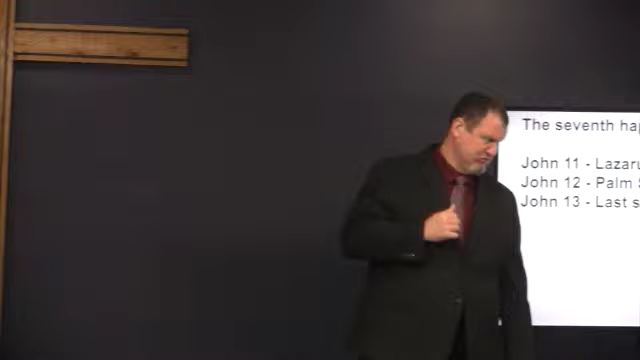 The seventh hap
John 11 - Lazaru
John 12 - Palm S
John 13 - Last s